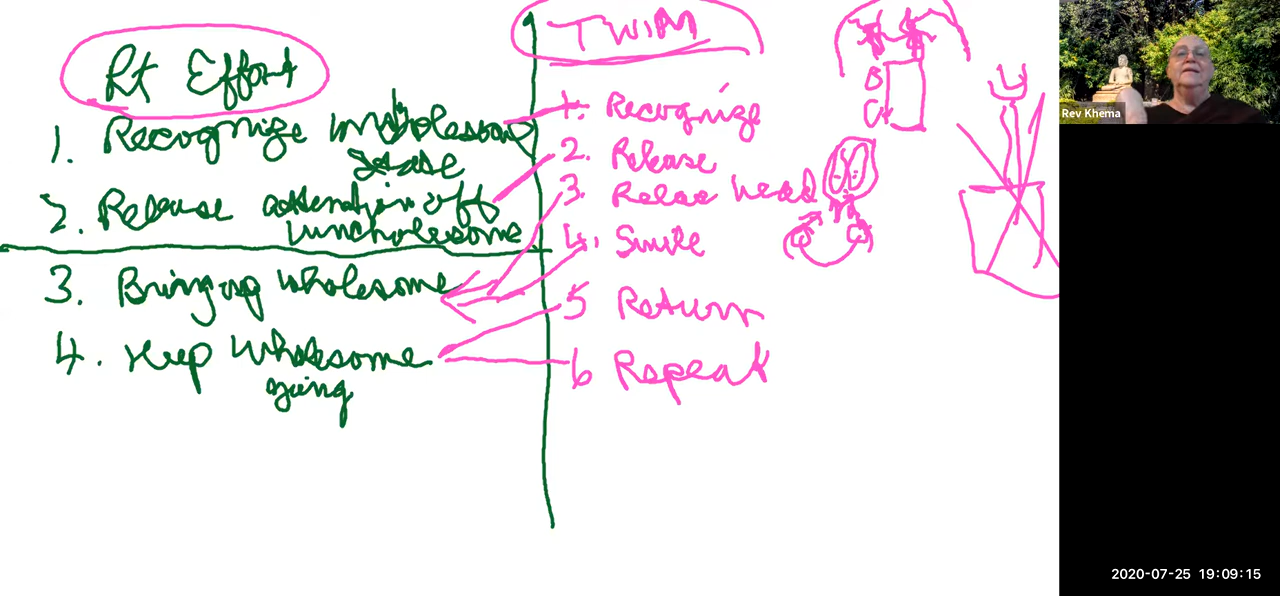 Rt Effort
1. Recognize unwholesome
state
2. Release attention off
unwholesome
3. Bringing wholesome
4. Keep wholesome
going
TWIM
1. Recognize
2. Release
3. Relax head
4. Smile
5 Return
6 Repeat
B
Rev Khema
2020-07-25 19:09:15